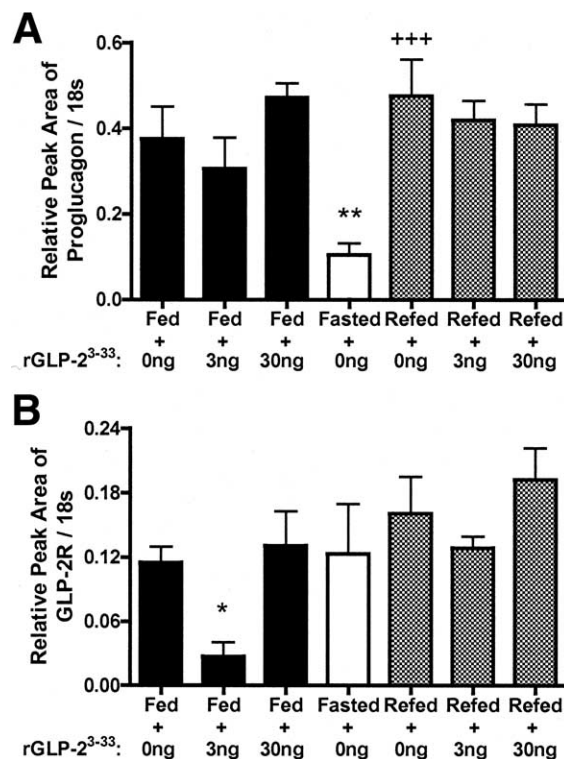 A
Relative Peak Area of
Proglucagon / 18s
0.6
0.4
0.2
0.0
+++
**
Fed Fed Fed Fasted Refed Refed Refed
+ + + + + + +
rGLP-2³⁻³³: 0ng 3ng 30ng 0ng 0ng 3ng 30ng
B
Relative Peak Area of
GLP-2R / 18s
0.24
0.18
0.12
0.06
0.00
*
Fed Fed Fed Fasted Refed Refed Refed
+ + + + + + +
rGLP-2³⁻³³: 0ng 3ng 30ng 0ng 0ng 3ng 30ng